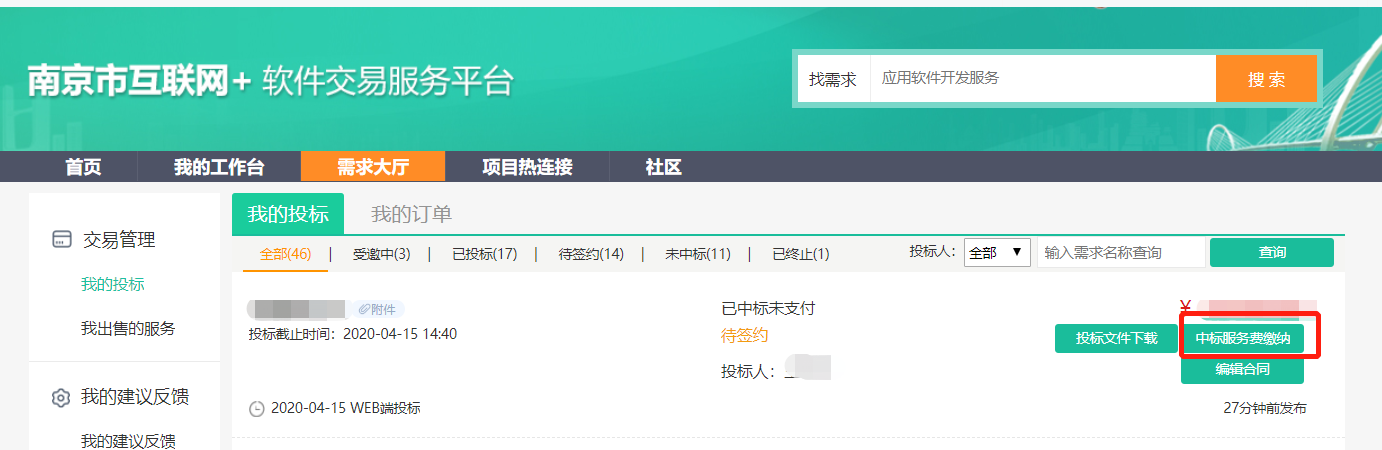 南京市互联网+ 软件交易服务平台
找需求 应用软件开发服务 搜 索
首页 我的工作台 需求大厅 项目热连接 社区
交易管理
我的投标
我出售的服务
我的建议反馈
我的建议反馈
我的投标 我的订单
全部(46) | 受邀中(3) | 已投标(17) | 待签约(14) | 未中标(11) | 已终止(1) 投标人: 全部 ▼ 输入需求名称查询 查询
附件 已中标未支付 ¥
投标截止时间：2020-04-15 14:40 待签约 投标文件下载 中标服务费缴纳
投标人： 编辑合同
2020-04-15 WEB端投标 27分钟前发布